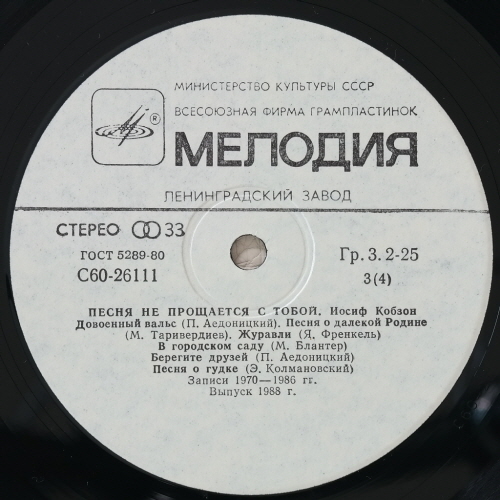 МИНИСТЕРСТВО КУЛЬТУРЫ СССР
ВСЕСОЮЗНАЯ ФИРМА ГРАМПЛАСТИНОК
®
МЕЛОДИЯ
ЛЕНИНГРАДСКИЙ ЗАВОД
СТЕРЕО 33
ГОСТ 5289-80
Гр. 3. 2-25
С60-26111
3(4)
ПЕСНЯ НЕ ПРОЩАЕТСЯ С ТОБОЙ. Иосиф Кобзон
Довоенный вальс (П. Аедоницкий). Песня о далекой Родине
(М. Таривердиев). Журавли (Я. Френкель)
В городском саду (М. Блантер)
Берегите друзей (П. Аедоницкий)
Песня о гудке (Э. Колмановский)
Записи 1970—1986 гг.
Выпуск 1988 г.